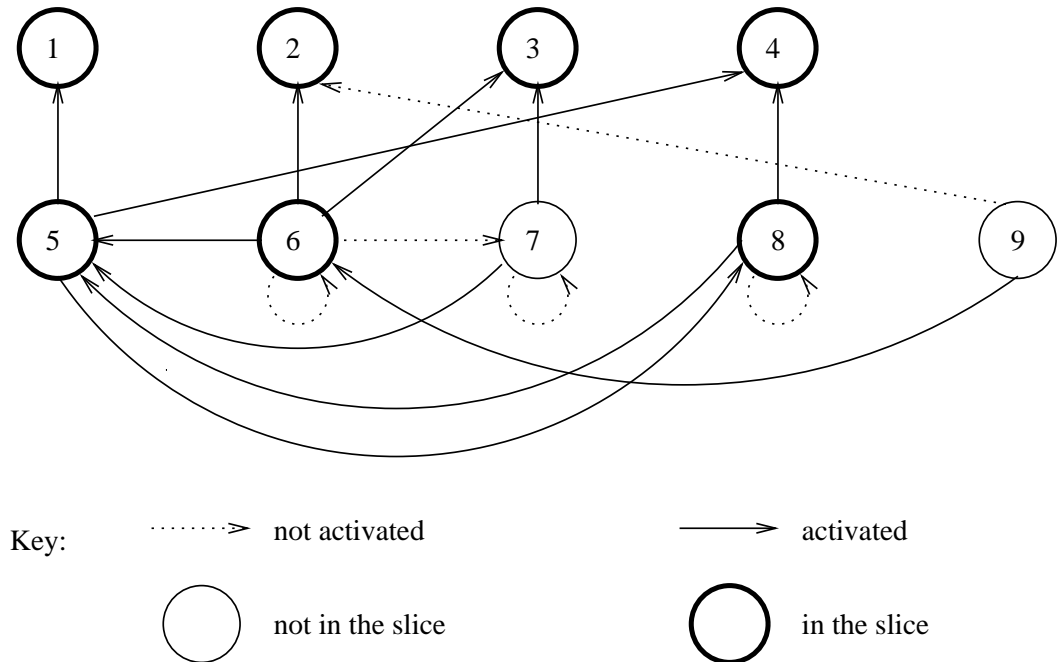 1 2 3 4
5 6 7 8 9
Key: not activated activated
not in the slice in the slice